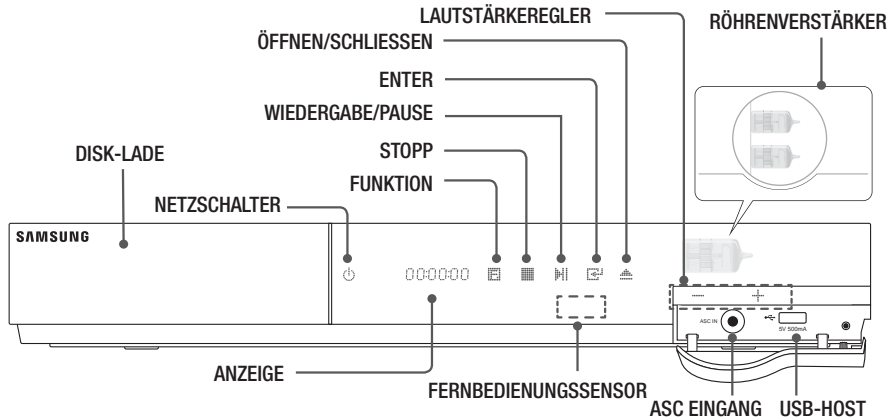 LAUTSTÄRKEREGLER
RÖHRENVERSTÄRKER
ÖFFNEN/SCHLIESSEN
ENTER
WIEDERGABE/PAUSE
STOPP
DISK-LADE
FUNKTION
NETZSCHALTER
SAMSUNG
00:00:00
F
ASC IN
5V 500mA
ANZEIGE
FERNBEDIENUNGSSENSOR
ASC EINGANG
USB-HOST